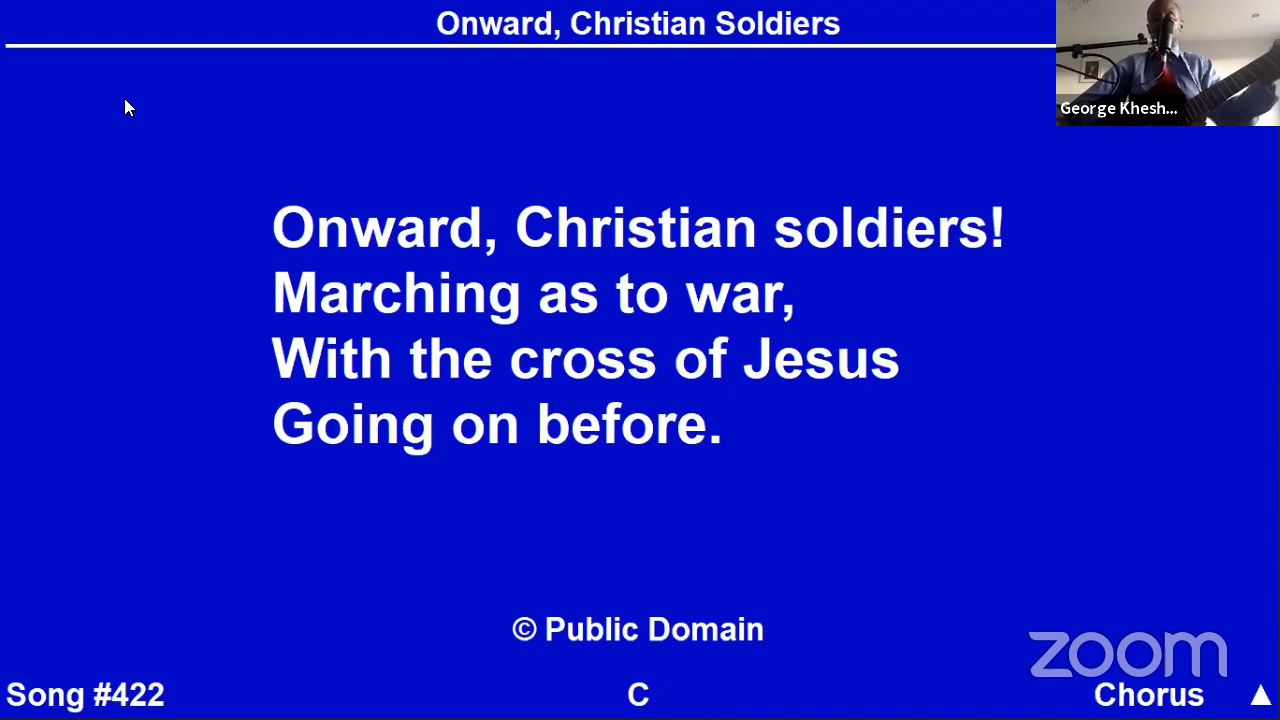 Onward, Christian Soldiers
George Khesh...
Onward, Christian soldiers!
Marching as to war,
With the cross of Jesus
Going on before.
© Public Domain
zoom
Song #422
C
Chorus